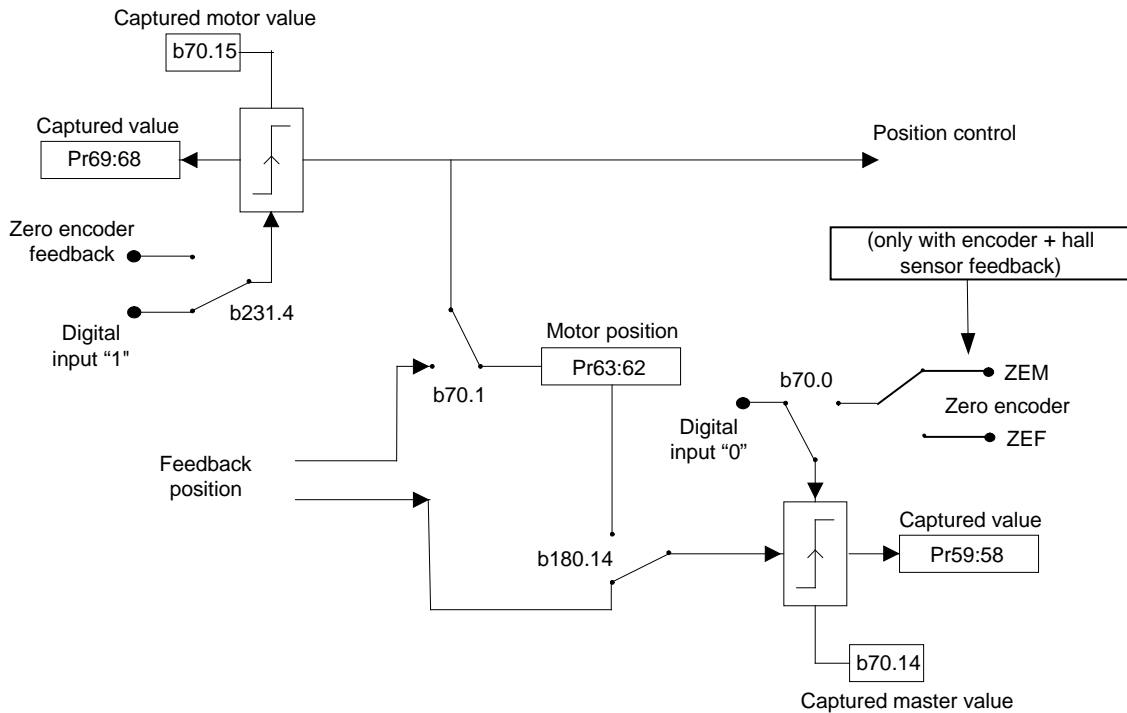 Captured motor value
b70.15
Captured value
Pr69:68
Position control
Zero encoder
feedback
(only with encoder + hall
sensor feedback)
b231.4
Digital
input “1"
Motor position
Pr63:62
b70.1
b70.0
ZEM
Zero encoder
ZEF
Digital
input “0”
Feedback
position
Captured value
b180.14
Pr59:58
b70.14
Captured master value